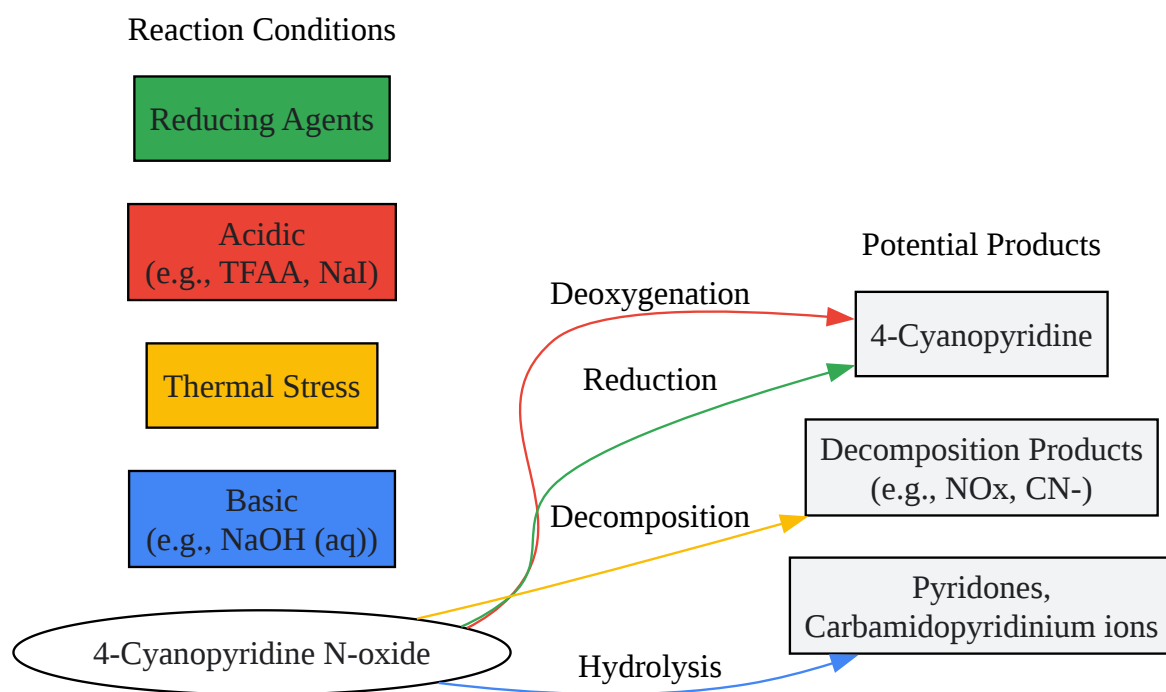 Reaction Conditions
Reducing Agents
Acidic
(e.g., TFAA, NaI)
Thermal Stress
Basic
(e.g., NaOH (aq))
4-Cyanopyridine N-oxide
Deoxygenation
Reduction
Decomposition
Hydrolysis
Potential Products
4-Cyanopyridine
Decomposition Products
(e.g., NOx, CN-)
Pyridones,
Carbamidopyridinium ions